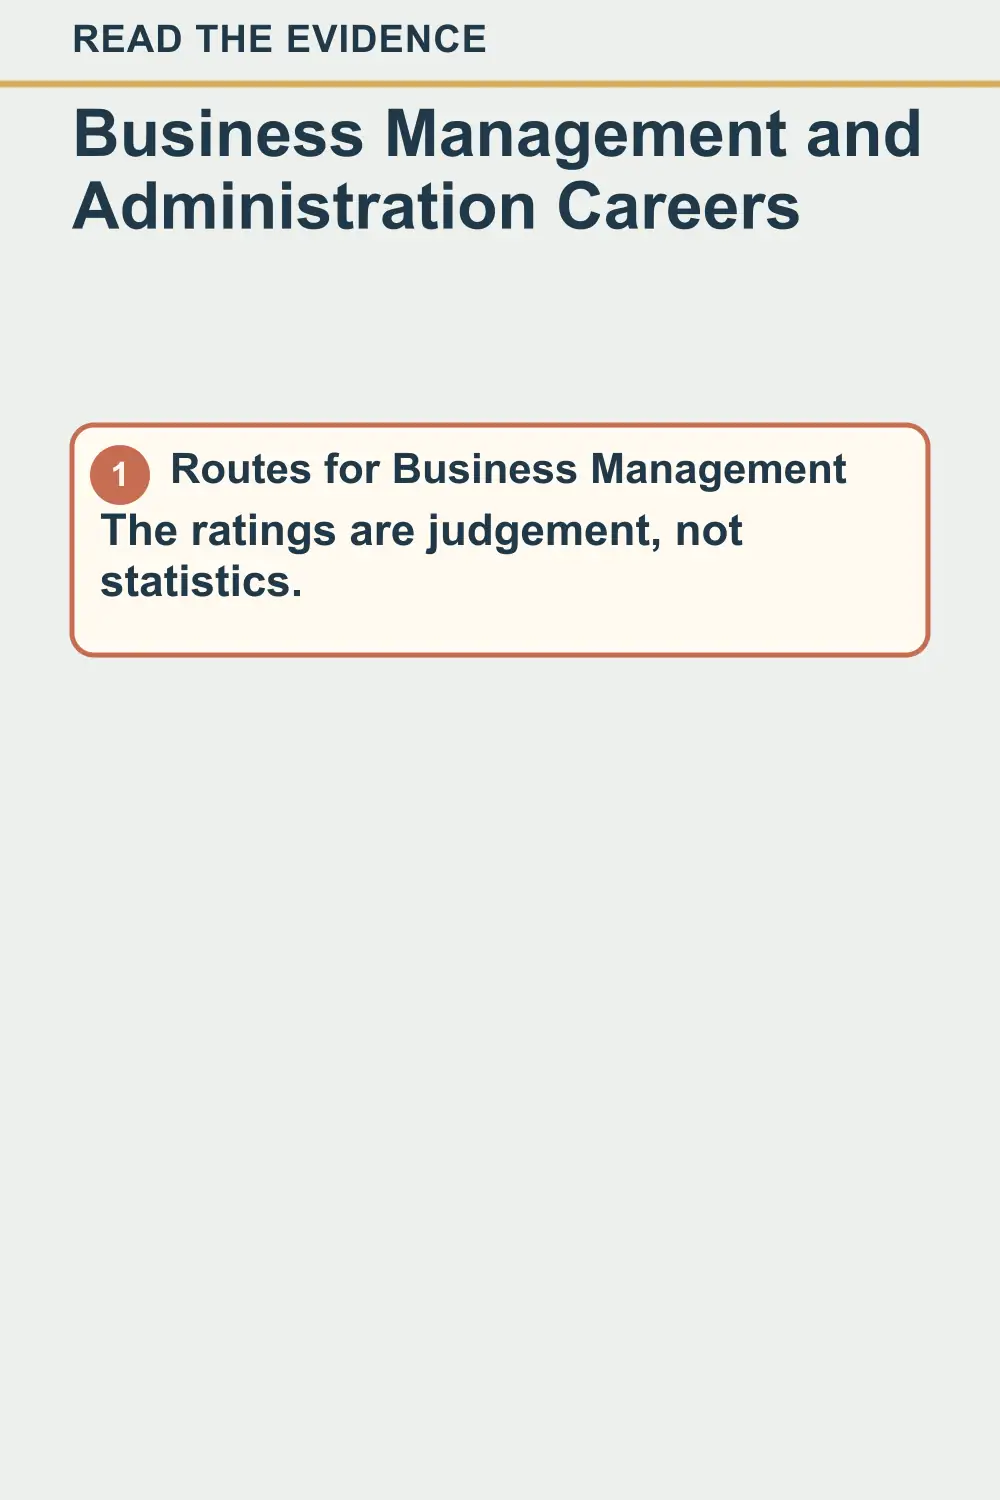 READ THE EVIDENCE
Business Management and
Administration Careers
1 Routes for Business Management
The ratings are judgement, not
statistics.